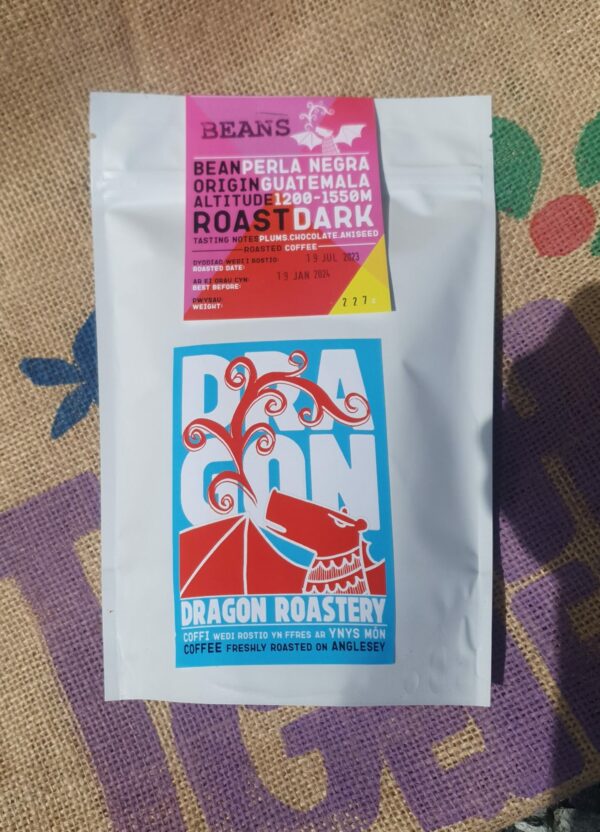 BEANS
BEAN PERLA NEGRA
ORIGIN GUATEMALA
ALTITUDE 1200-1550M
ROAST DARK
TASTING NOTES PLUMS.CHOCOLATE.ANISEED
ROASTED COFFEE
DYDDIAD WEDI'I ROSTIO:
ROASTED DATE: 19 JUL 2023
AR EI ORAU CYN:
BEST BEFORE: 19 JAN 2024
PWYSAU:
WEIGHT: 227g
DRA
GON
DRAGON ROASTERY
COFFI WEDI ROSTIO YN FFRES AR YNYS MÔN
COFFEE FRESHLY ROASTED ON ANGLESEY